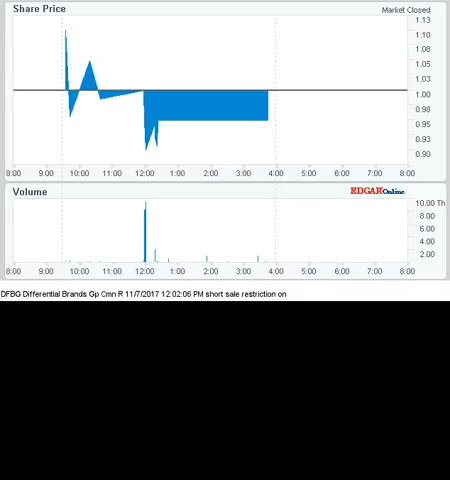 Share Price
Market Closed
1.13
1.10
1.08
1.05
1.03
1.00
0.98
0.95
0.93
0.90
8:00 9:00 10:00 11:00 12:00 1:00 2:00 3:00 4:00 5:00 6:00 7:00 8:00
Volume
EDGAROnline
10.00 Th
8.00
6.00
4.00
2.00
8:00 9:00 10:00 11:00 12:00 1:00 2:00 3:00 4:00 5:00 6:00 7:00 8:00
DFBG Differential Brands Gp Cmn R 11/7/2017 12:02:06 PM short sale restriction on